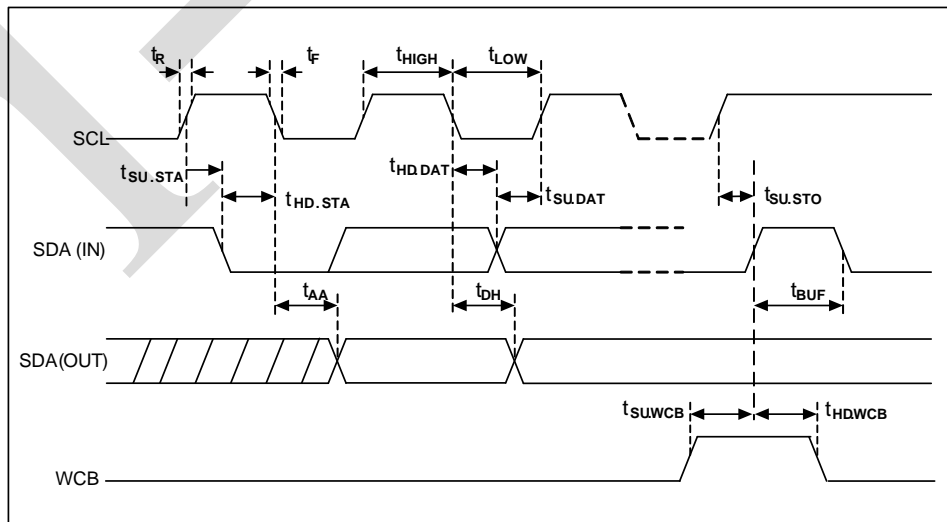 tR
tF
tHIGH
tLOW
SCL
tSU.STA
tHD.STA
tHD.DAT
tSU.DAT
tSU.STO
SDA (IN)
tAA
tDH
tBUF
SDA(OUT)
tSU.WCB
tHD.WCB
WCB